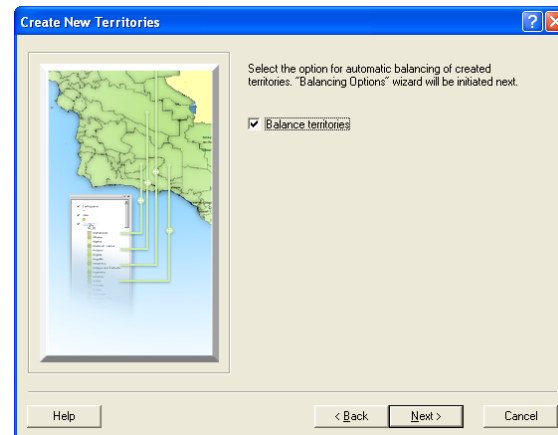 Create New Territories
Select the option for automatic balancing of created
territories. "Balancing Options" wizard will be initiated next.
Balance territories
Help
< Back
Next >
Cancel